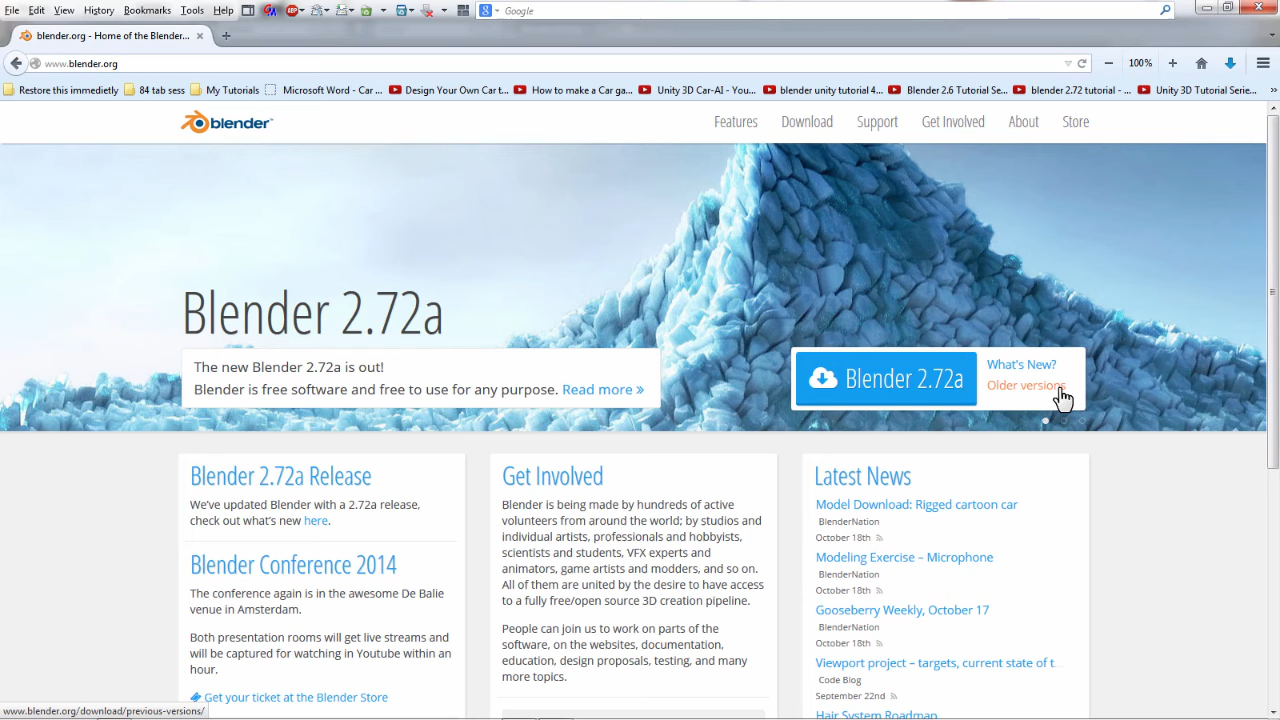 File Edit View History Bookmarks Tools Help
Google
blender.org - Home of the Blender...
www.blender.org
100%
Restore this immedietly
84 tab sess
My Tutorials
Microsoft Word - Car ...
Design Your Own Car t...
How to make a Car ga...
Unity 3D Car-AI - You...
blender unity tutorial 4...
Blender 2.6 Tutorial Se...
blender 2.72 tutorial - ...
Unity 3D Tutorial Serie...
blender
Features Download Support Get Involved About Store
Blender 2.72a
The new Blender 2.72a is out!
Blender is free software and free to use for any purpose. Read more »
Blender 2.72a
What's New?
Older versions
Blender 2.72a Release
We've updated Blender with a 2.72a release,
check out what's new here.
Blender Conference 2014
The conference again is in the awesome De Balie
venue in Amsterdam.
Both presentation rooms will get live streams and
will be captured for watching in Youtube within an
hour.
Get your ticket at the Blender Store
Get Involved
Blender is being made by hundreds of active
volunteers from around the world; by studios and
individual artists, professionals and hobbyists,
scientists and students, VFX experts and
animators, game artists and modders, and so on.
All of them are united by the desire to have access
to a fully free/open source 3D creation pipeline.
People can join us to work on parts of the
software, on the websites, documentation,
education, design proposals, testing, and many
more topics.
Latest News
Model Download: Rigged cartoon car
BlenderNation
October 18th
Modeling Exercise – Microphone
BlenderNation
October 18th
Gooseberry Weekly, October 17
BlenderNation
October 18th
Viewport project – targets, current state of t
Code Blog
September 22nd
Hair System Roadmap
www.blender.org/download/previous-versions/